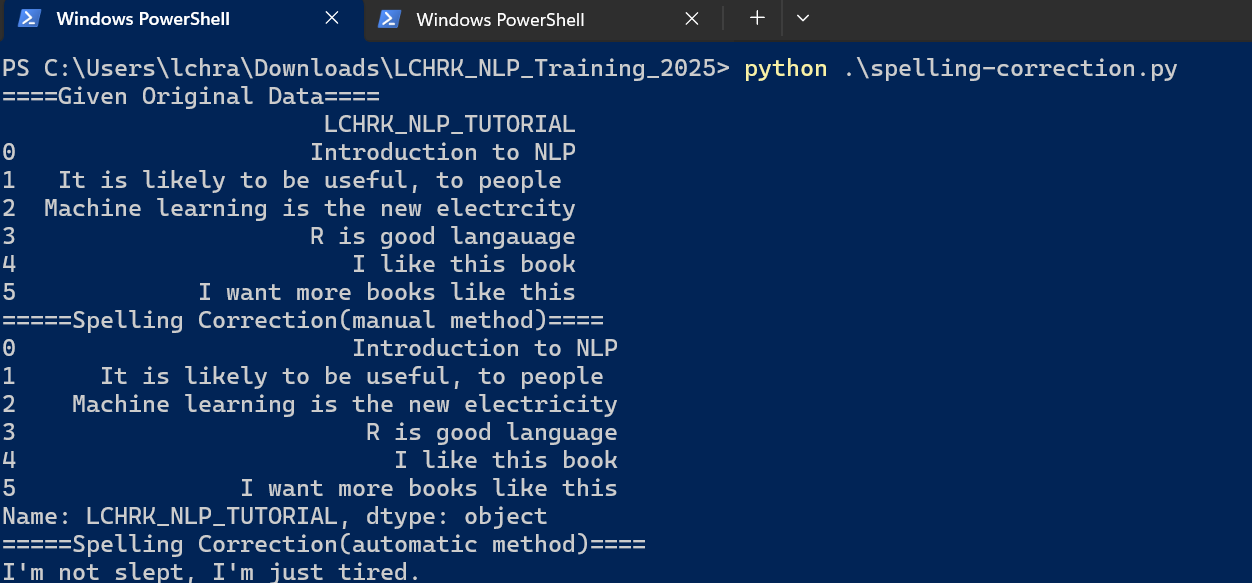 Windows PowerShell
Windows PowerShell
PS C:\Users\lchra\Downloads\LCHRK_NLP_Training_2025> python .\spelling-correction.py
====Given Original Data====
LCHRK_NLP_TUTORIAL
0 Introduction to NLP
1 It is likely to be useful, to people
2 Machine learning is the new electrcity
3 R is good langauage
4 I like this book
5 I want more books like this
=====Spelling Correction(manual method)====
0 Introduction to NLP
1 It is likely to be useful, to people
2 Machine learning is the new electricity
3 R is good language
4 I like this book
5 I want more books like this
Name: LCHRK_NLP_TUTORIAL, dtype: object
=====Spelling Correction(automatic method)====
I'm not slept, I'm just tired.